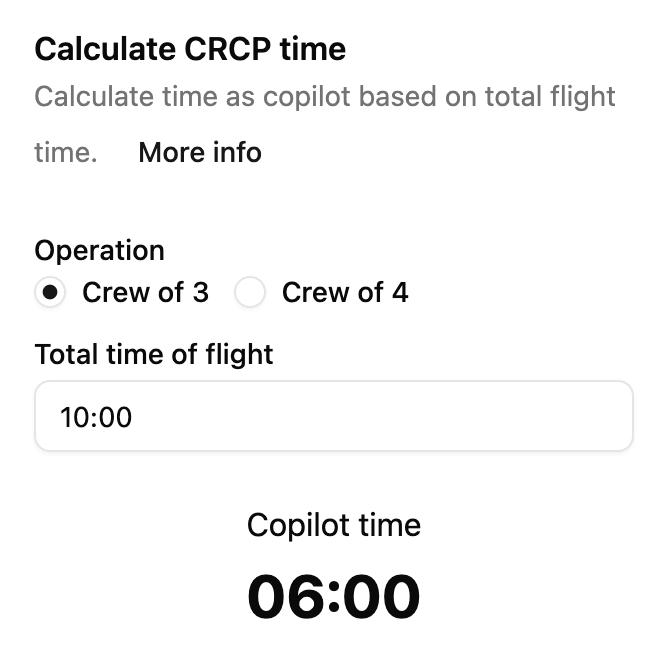 Calculate CRCP time
Calculate time as copilot based on total flight
time. More info
Operation
Crew of 3 Crew of 4
Total time of flight
10:00
Copilot time
06:00